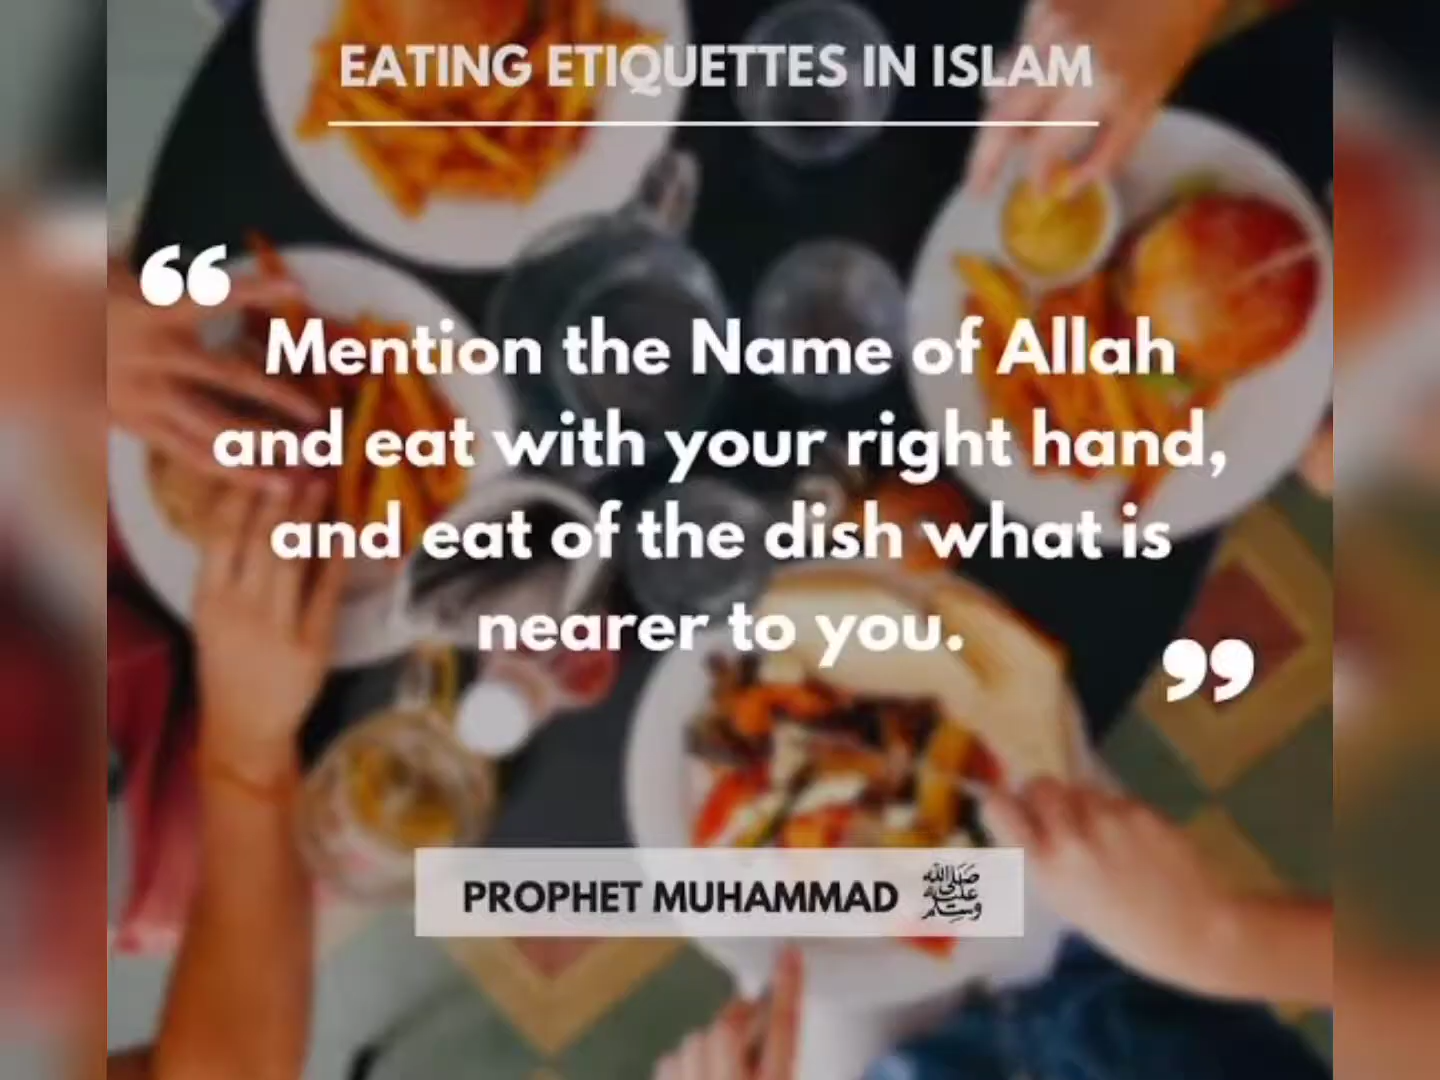 EATING ETIQUETTES IN ISLAM
“
Mention the Name of Allah
and eat with your right hand,
and eat of the dish what is
nearer to you.
”
PROPHET MUHAMMAD صلى الله عليه وسلم